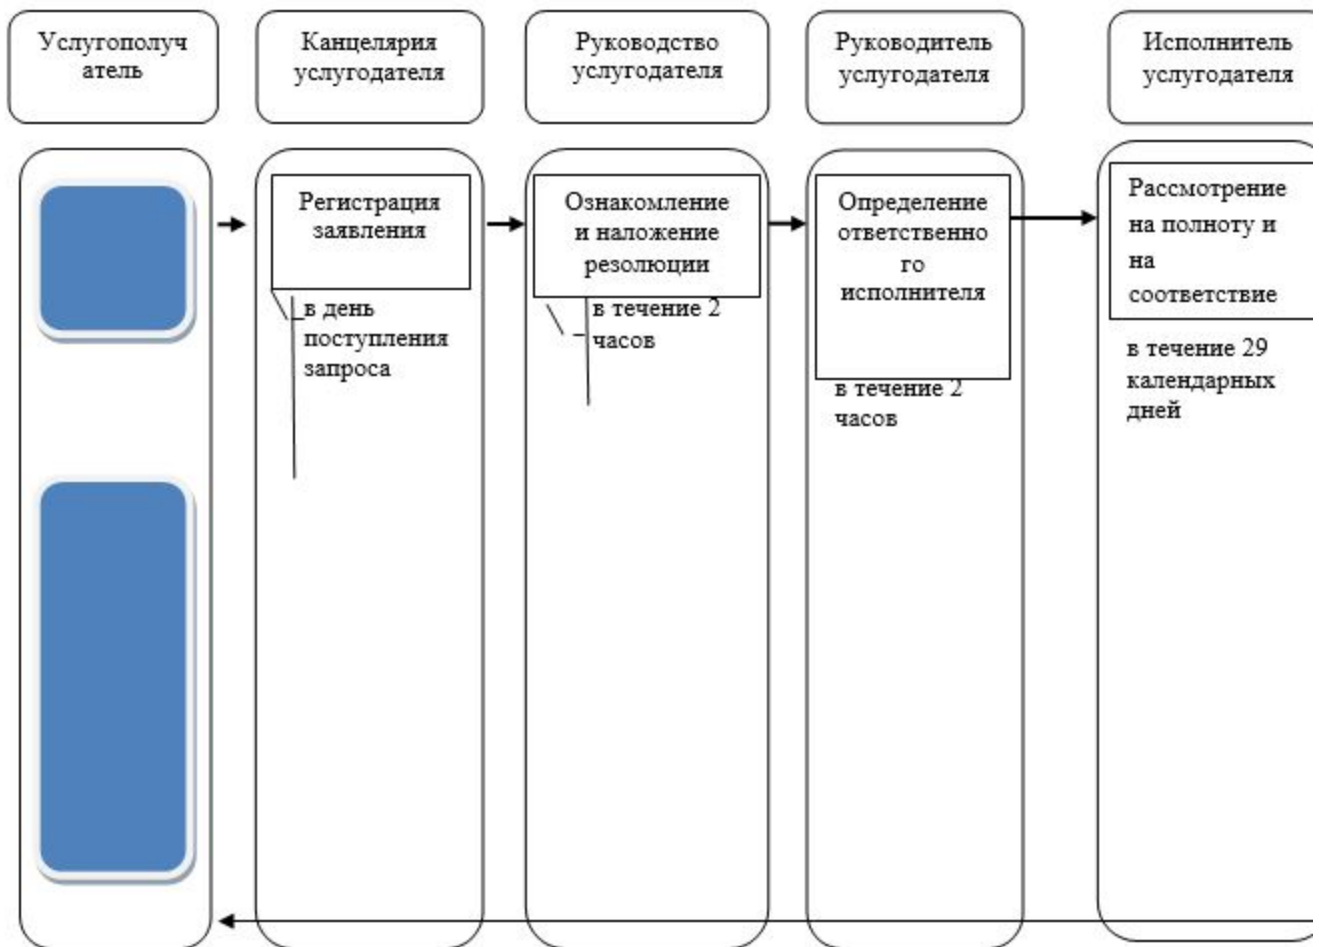 Услугополуч
атель
Канцелярия
услугодателя
Руководство
услугодателя
Руководитель
услугодателя
Исполнитель
услугодателя
Регистрация
заявления
в день
поступления
запроса
Ознакомление
и наложение
резолюции
в течение 2
часов
Определение
ответственно
го
исполнителя
в течение 2
часов
Рассмотрение
на полноту и
на
соответствие
в течение 29
календарных
дней